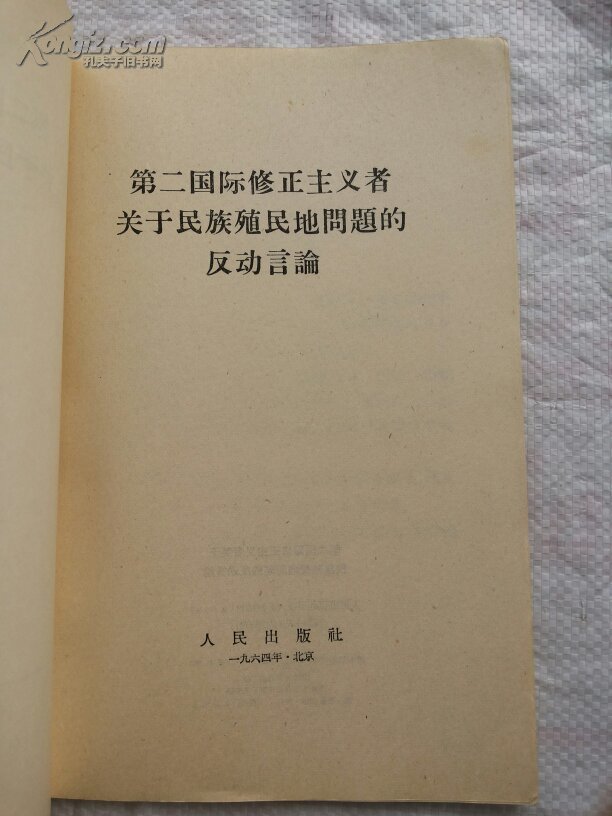 Kongfz.com
孔夫子旧书网
第二国际修正主义者
关于民族殖民地問題的
反动言論
人民出版社
一九六四年·北京